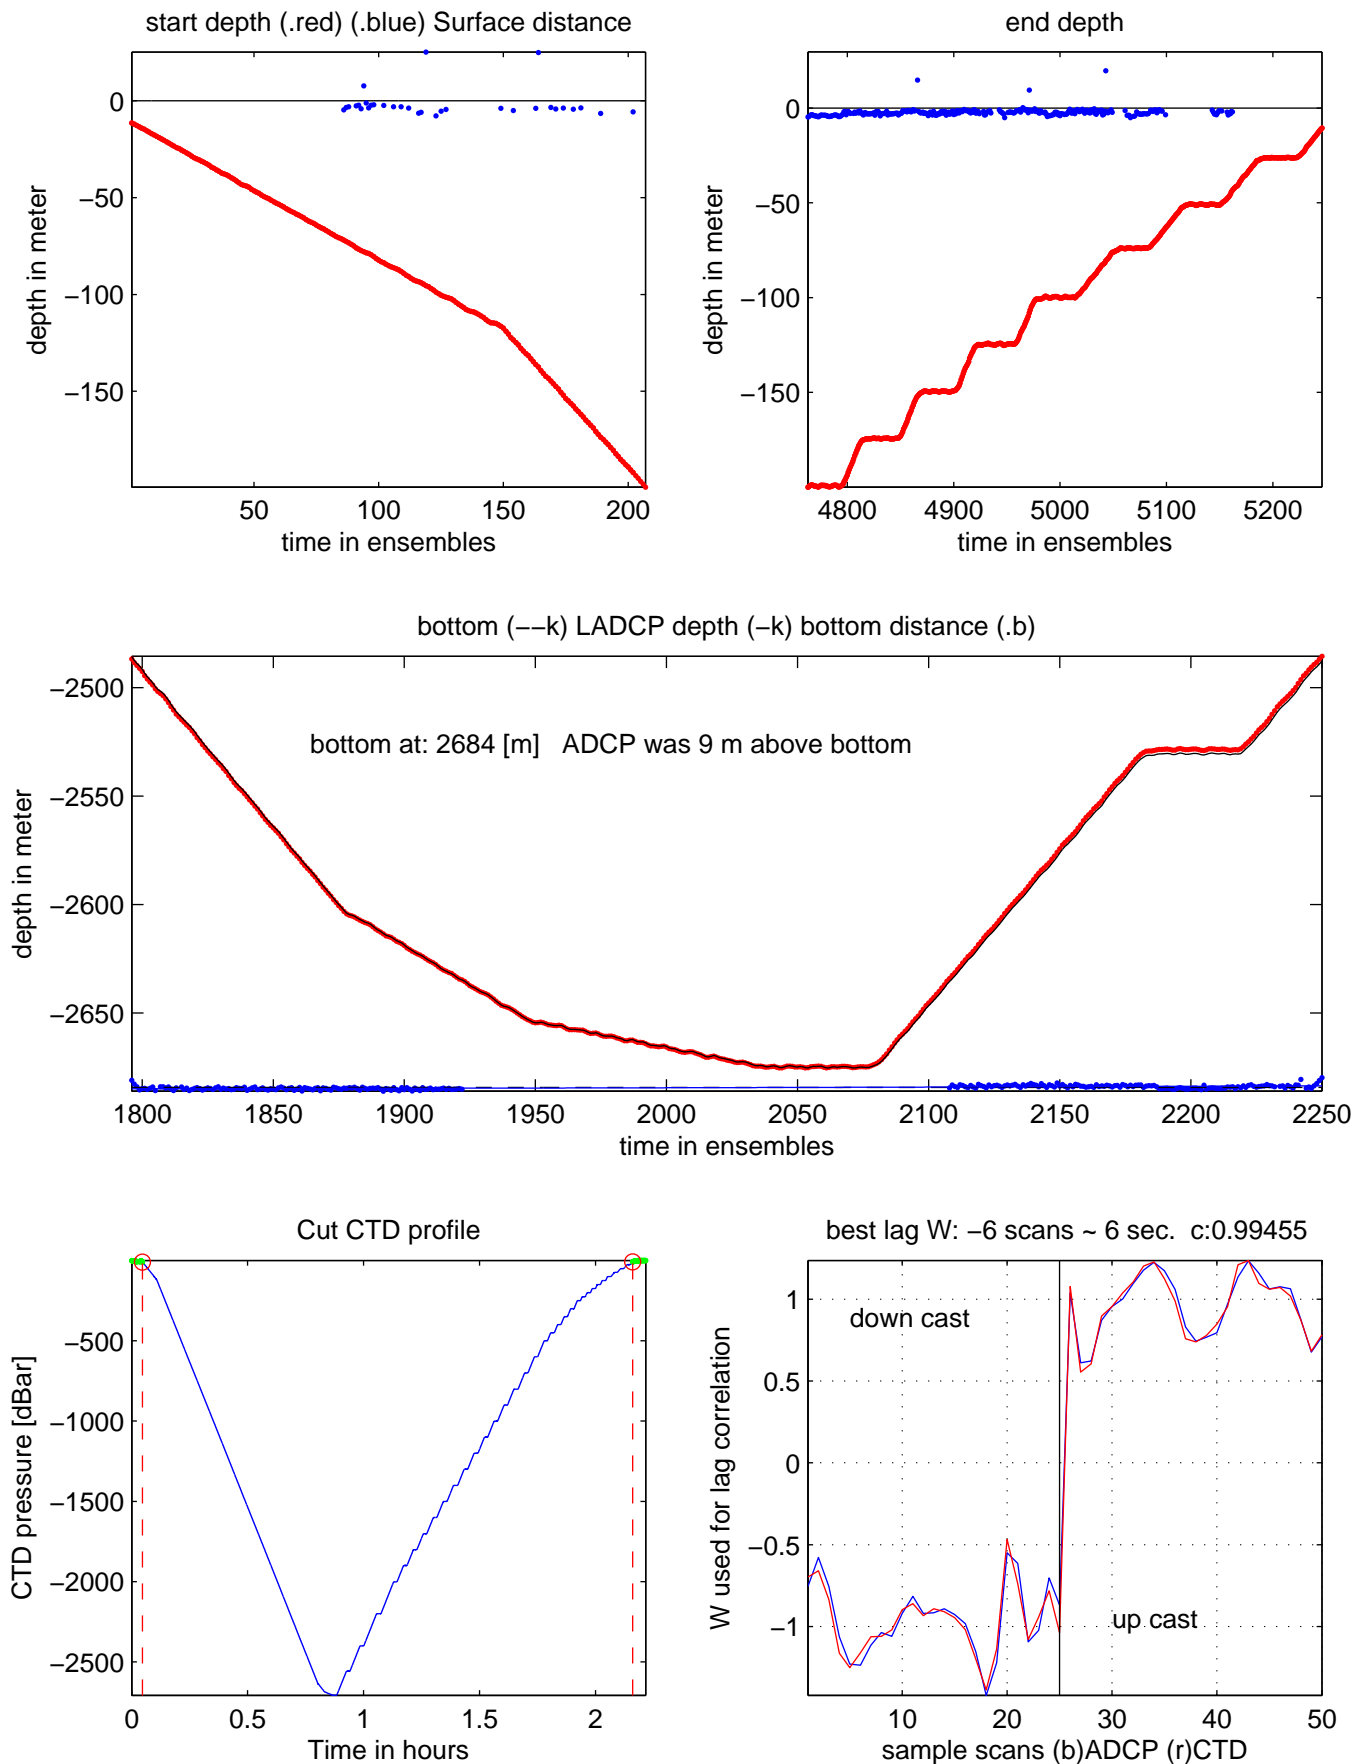 start depth (.red) (.blue) Surface distance
0
−50
−100
−150
depth in meter
50 100 150 200
time in ensembles
end depth
0
−50
−100
−150
depth in meter
4800 4900 5000 5100 5200
time in ensembles
bottom (−−k) LADCP depth (−k) bottom distance (.b)
bottom at: 2684 [m] ADCP was 9 m above bottom
−2500
−2550
−2600
−2650
depth in meter
1800 1850 1900 1950 2000 2050 2100 2150 2200 2250
time in ensembles
Cut CTD profile
−500
−1000
−1500
−2000
−2500
CTD pressure [dBar]
0 0.5 1 1.5 2
Time in hours
best lag W: −6 scans ~ 6 sec. c:0.99455
down cast
up cast
1
0.5
0
−0.5
−1
W used for lag correlation
10 20 30 40 50
sample scans (b)ADCP (r)CTD